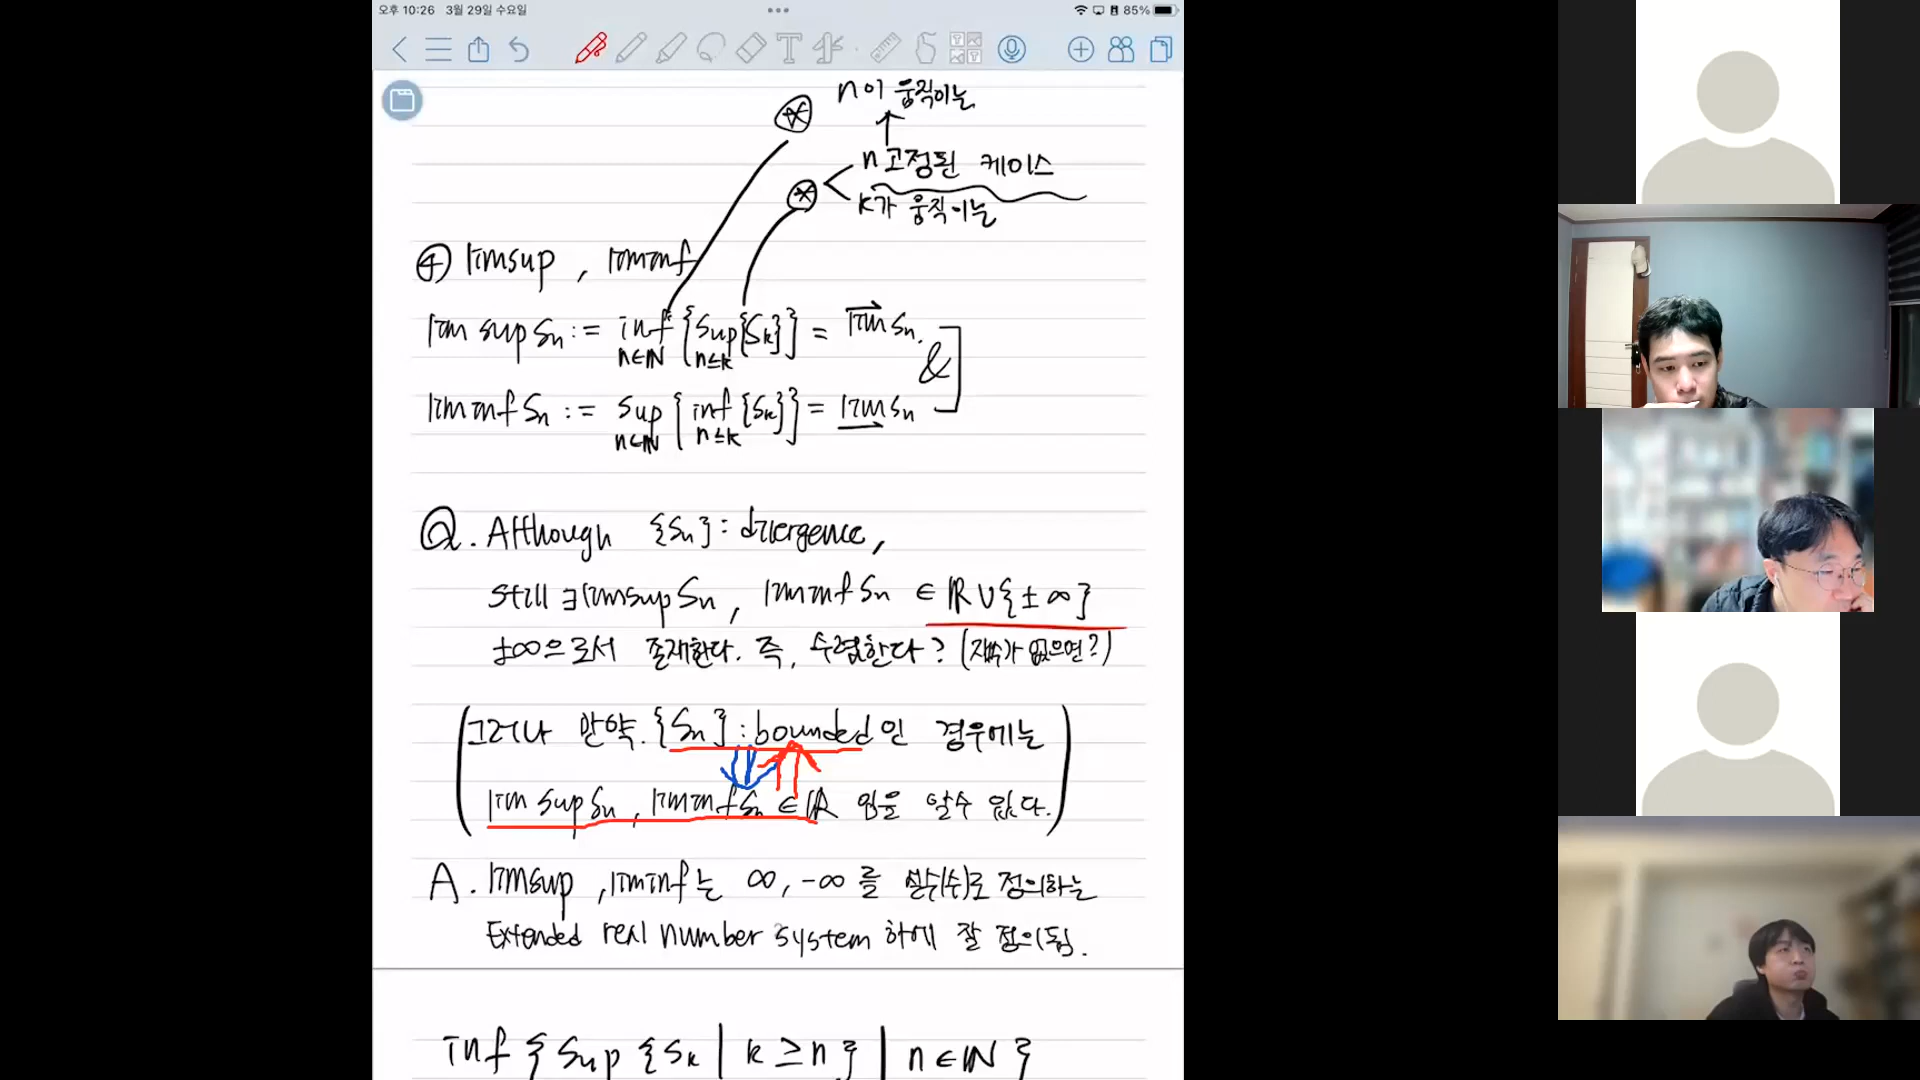 오후 10:26 3월 29일 수요일
85%
n이 움직이는
n 고정된 케이스
k가 움직이는
④ limsup , liminf
lim sup Sn := inf n∈ℕ { sup n≤k {Sk} } = lim Sn.
&
lim inf Sn := sup n∈ℕ { inf n≤k {Sk} } = lim Sn
Q. Although {Sn} : divergence,
still ∃ limsup Sn , liminf Sn ∈ ℝ ∪ {± ∞}
±∞으로서 존재한다. 즉, 수렴한다? (재속가 없으면?)
(그러나 만약. {Sn} : bounded 인 경우에는
lim sup Sn , liminf Sn ∈ ℝ 임을 알 수 있다.)
A. limsup , liminf는 ∞, -∞ 를 실수(수)로 정의하는
Extended real number system 하에 잘 정의(됨).
inf { Sup {Sk | k ≥ n } | n ∈ ℕ }